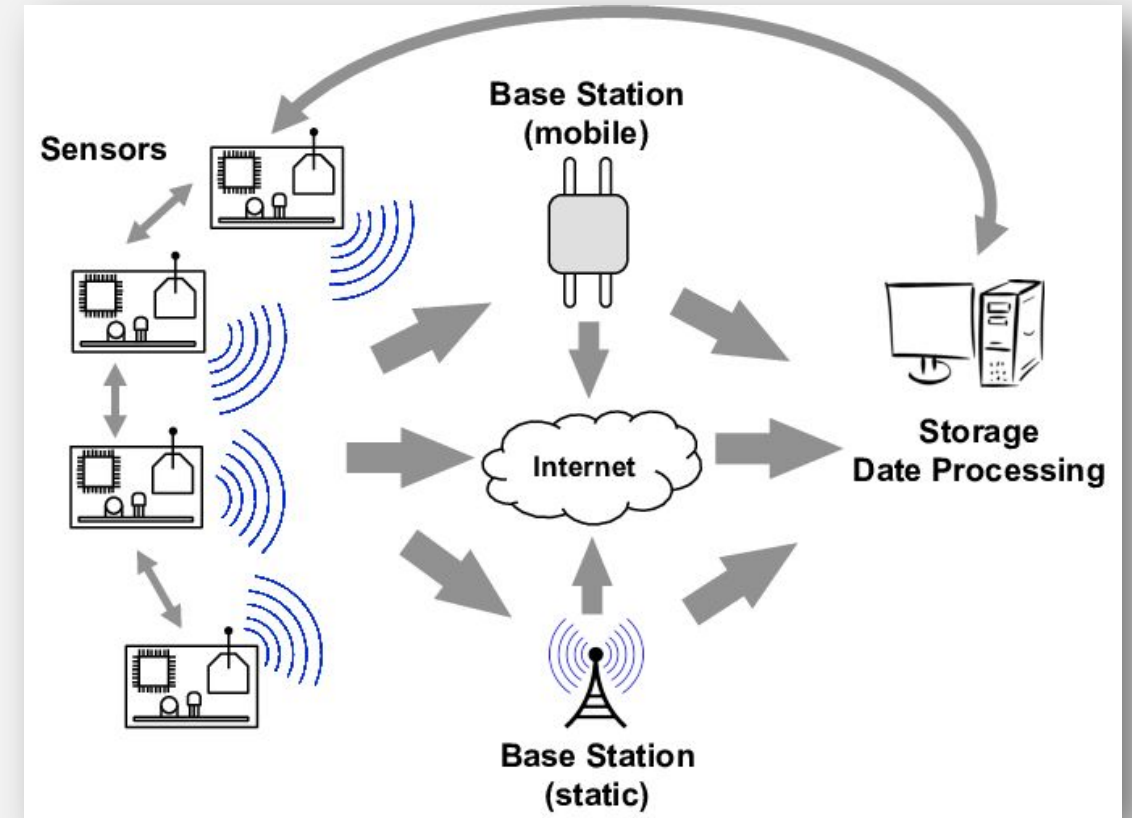 Sensors
Base Station
(mobile)
Internet
Storage
Date Processing
Base Station
(static)